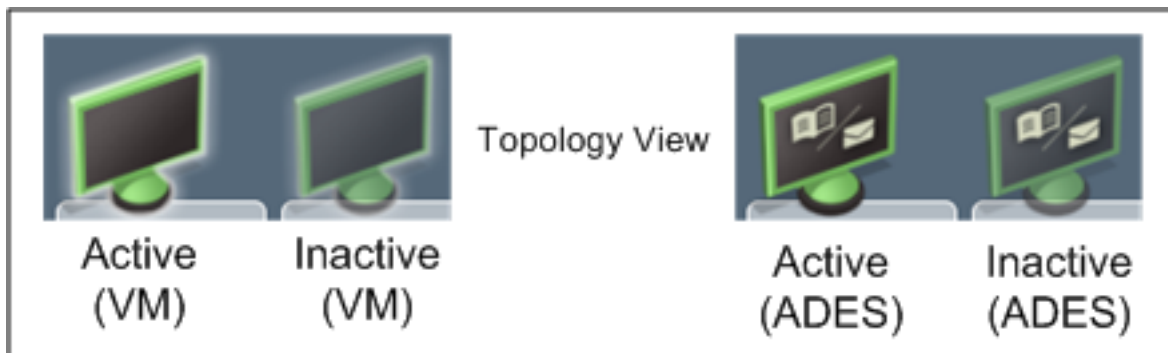 Topology View
Active
(VM)
Inactive
(VM)
Active
(ADES)
Inactive
(ADES)